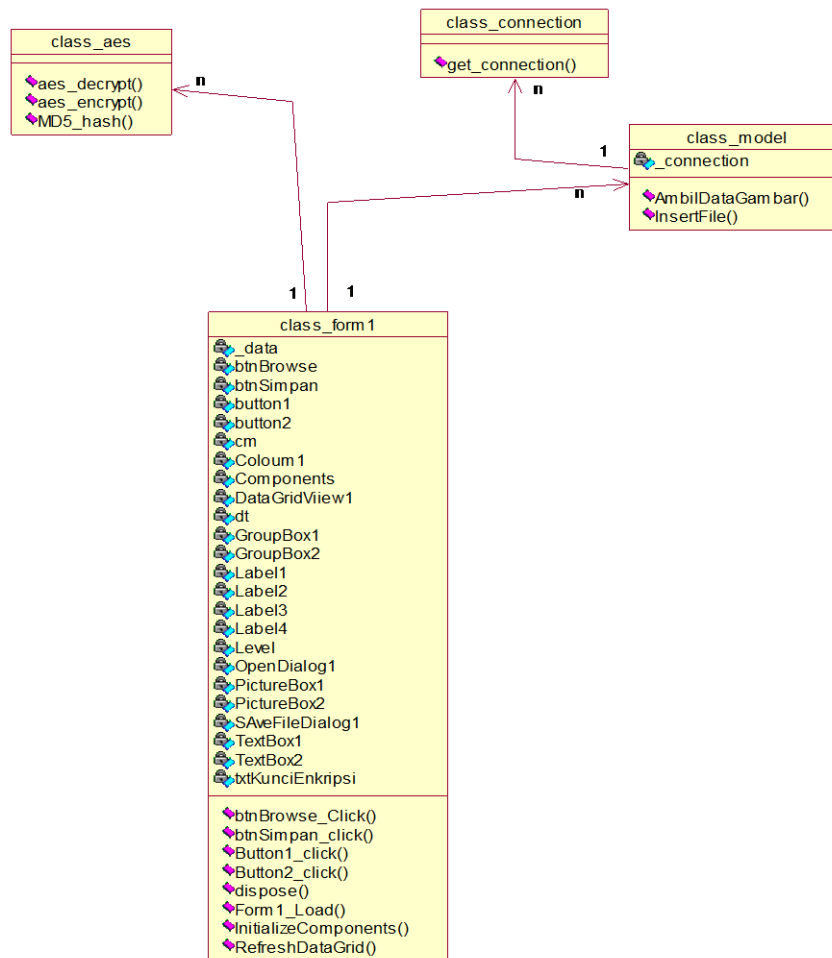 class_aes
aes_decrypt()
aes_encrypt()
MD5_hash()
class_connection
get_connection()
n
n
class_model
_connection
AmbilDataGambar()
InsertFile()
1
n
1
1
class_form1
_data
btnBrowse
btnSimpan
button1
button2
cm
Coloum1
Components
DataGridViiew1
dt
GroupBox1
GroupBox2
Label1
Label2
Label3
Label4
Level
OpenDialog1
PictureBox1
PictureBox2
SAveFileDialog1
TextBox1
TextBox2
txtKunciEnkripsi
btnBrowse_Click()
btnSimpan_click()
Button1_click()
Button2_click()
dispose()
Form1_Load()
InitializeComponents()
RefreshDataGrid()